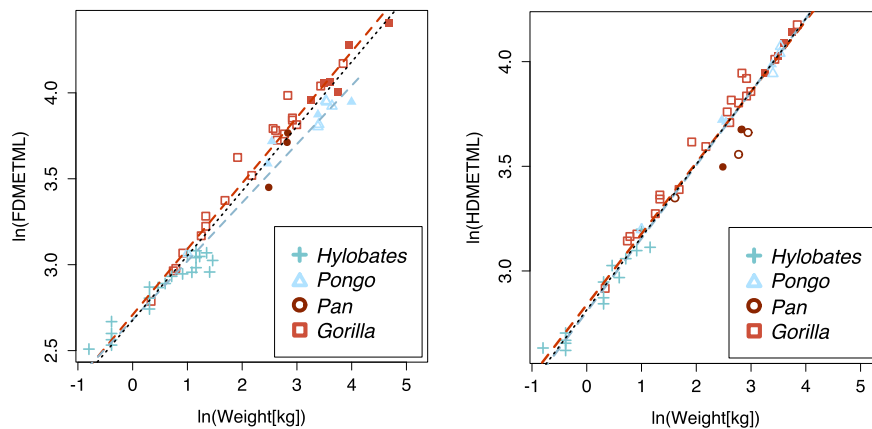 ln(FDMETML)
4.0
3.5
3.0
2.5
-1 0 1 2 3 4 5
ln(Weight[kg])
Hylobates
Pongo
Pan
Gorilla
ln(HDMETML)
4.0
3.5
3.0
-1 0 1 2 3 4 5
ln(Weight[kg])
Hylobates
Pongo
Pan
Gorilla